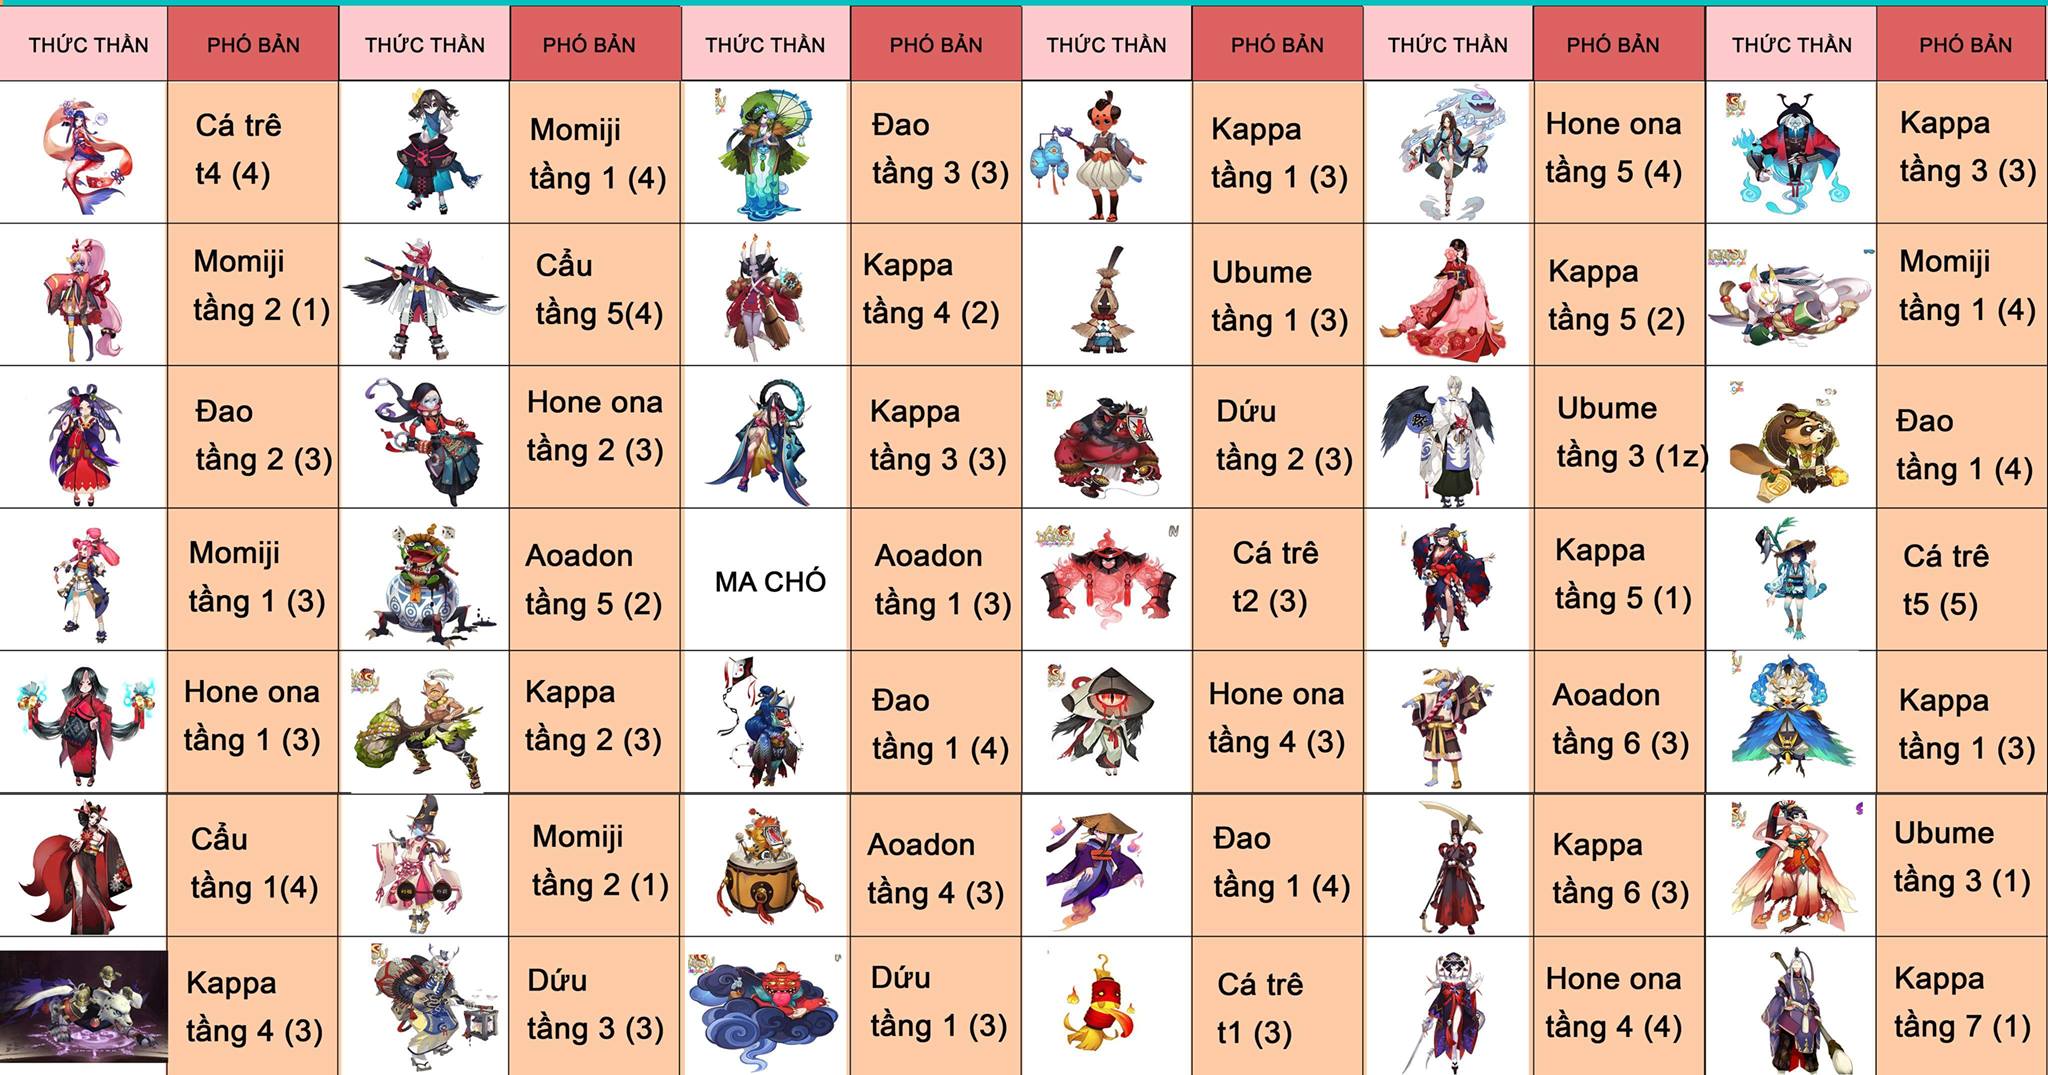 THỨC THẦN PHÓ BẢN THỨC THẦN PHÓ BẢN THỨC THẦN PHÓ BẢN THỨC THẦN PHÓ BẢN THỨC THẦN PHÓ BẢN THỨC THẦN PHÓ BẢN
Cá trê
t4 (4)
Momiji
tầng 1 (4)
Đao
tầng 3 (3)
Kappa
tầng 1 (3)
Hone ona
tầng 5 (4)
Kappa
tầng 3 (3)
Momiji
tầng 2 (1)
Cẩu
tầng 5(4)
Kappa
tầng 4 (2)
Ubume
tầng 1 (3)
Kappa
tầng 5 (2)
Momiji
tầng 1 (4)
Đao
tầng 2 (3)
Hone ona
tầng 2 (3)
Kappa
tầng 3 (3)
Dứu
tầng 2 (3)
Ubume
tầng 3 (1z)
Đao
tầng 1 (4)
Momiji
tầng 1 (3)
Aoadon
tầng 5 (2)
MA CHÓ
Aoadon
tầng 1 (3)
Cá trê
t2 (3)
Kappa
tầng 5 (1)
Cá trê
t5 (5)
Hone ona
tầng 1 (3)
Kappa
tầng 2 (3)
Đao
tầng 1 (4)
Hone ona
tầng 4 (3)
Aoadon
tầng 6 (3)
Kappa
tầng 1 (3)
Cẩu
tầng 1(4)
Momiji
tầng 2 (1)
Aoadon
tầng 4 (3)
Đao
tầng 1 (4)
Kappa
tầng 6 (3)
Ubume
tầng 3 (1)
Kappa
tầng 4 (3)
Dứu
tầng 3 (3)
Dứu
tầng 1 (3)
Cá trê
t1 (3)
Hone ona
tầng 4 (4)
Kappa
tầng 7 (1)